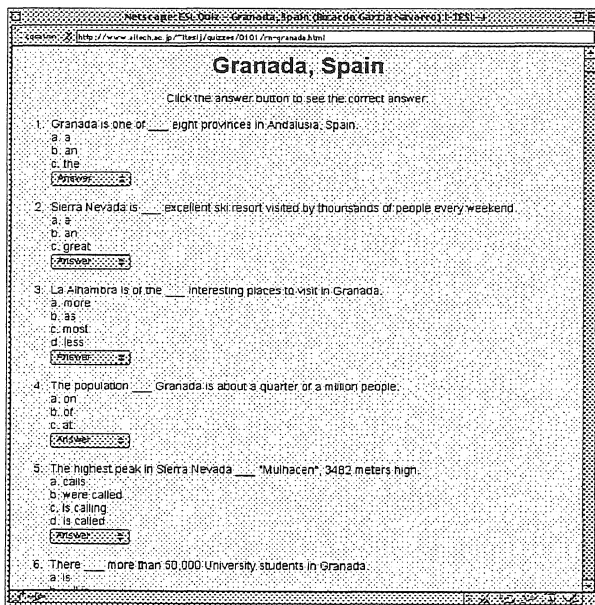 Netscape: ESL Quiz - Granada, Spain (Ricardo Garcia Navarro) I-TESL-J
Location: http://www.aitech.ac.jp/~iteslj/quizzes/0101/rn-granada.html
Granada, Spain
Click the answer button to see the correct answer.
1. Granada is one of ___ eight provinces in Andalusia, Spain.
a. a
b. an
c. the
Answer
2. Sierra Nevada is ___ excellent ski resort visited by thounsands of people every weekend.
a. a
b. an
c. great
Answer
3. La Alhambra is of the ___ interesting places to visit in Granada.
a. more
b. as
c. most
d. less
Answer
4. The population ___ Granada is about a quarter of a million people.
a. on
b. of
c. at
Answer
5. The highest peak in Sierra Nevada ___ "Mulhacen", 3482 meters high.
a. calls
b. were called
c. is calling
d. is called
Answer
6. There ___ more than 50,000 University students in Granada.
a. is